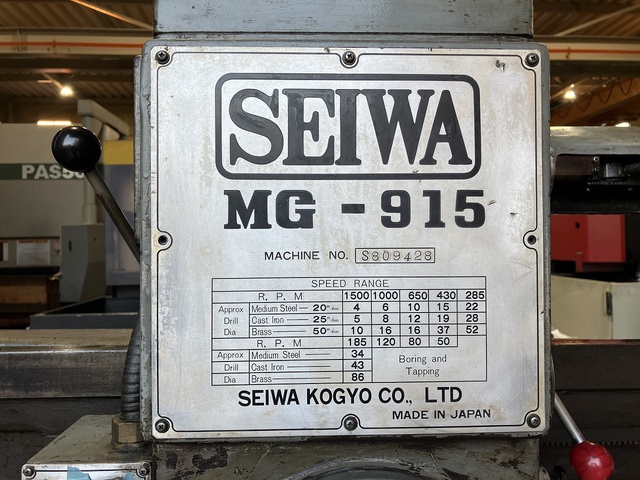 SEIWA
MG - 915
MACHINE NO. S809428
SPEED RANGE
R. P. M 1500 1000 650 430 285
Approx Drill Dia
Medium Steel 20 4 6 10 15 22
Cast Iron 25 5 8 12 19 28
Brass 50 10 16 16 37 52
R. P. M 185 120 80 50
Approx Drill Dia
Medium Steel 34
Cast Iron 43
Brass 86
Boring and
Tapping
SEIWA KOGYO CO., LTD
MADE IN JAPAN